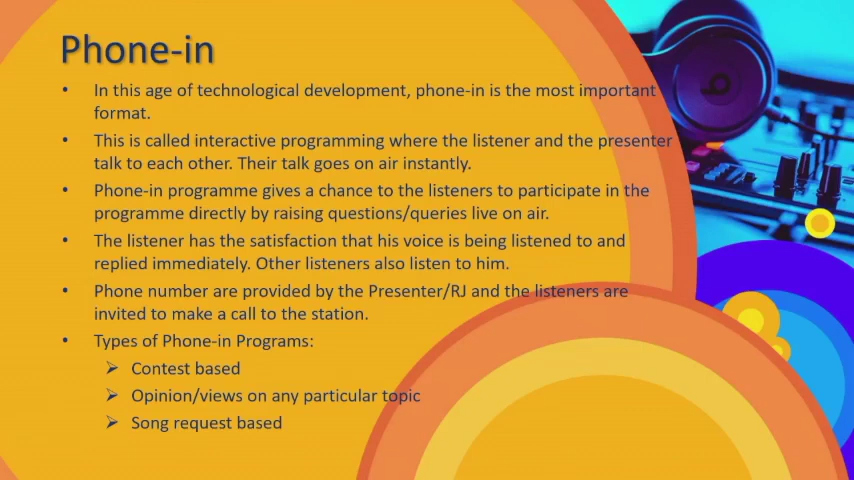 Phone-in
• In this age of technological development, phone-in is the most important
format.
• This is called interactive programming where the listener and the presenter
talk to each other. Their talk goes on air instantly.
• Phone-in programme gives a chance to the listeners to participate in the
programme directly by raising questions/queries live on air.
• The listener has the satisfaction that his voice is being listened to and
replied immediately. Other listeners also listen to him.
• Phone number are provided by the Presenter/RJ and the listeners are
invited to make a call to the station.
• Types of Phone-in Programs:
➢ Contest based
➢ Opinion/views on any particular topic
➢ Song request based